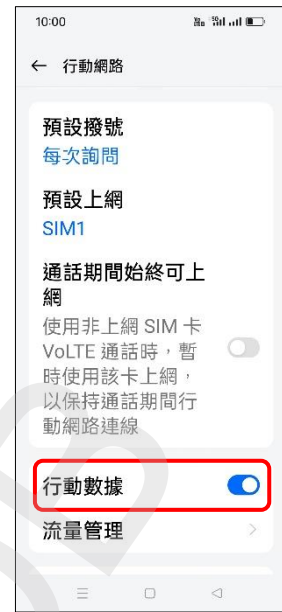 10:00
← 行動網路
預設撥號
每次詢問
預設上網
SIM1
通話期間始終可上
網
使用非上網 SIM 卡
VoLTE 通話時，暫
時使用該卡上網，
以保持通話期間行
動網路連線
行動數據
流量管理